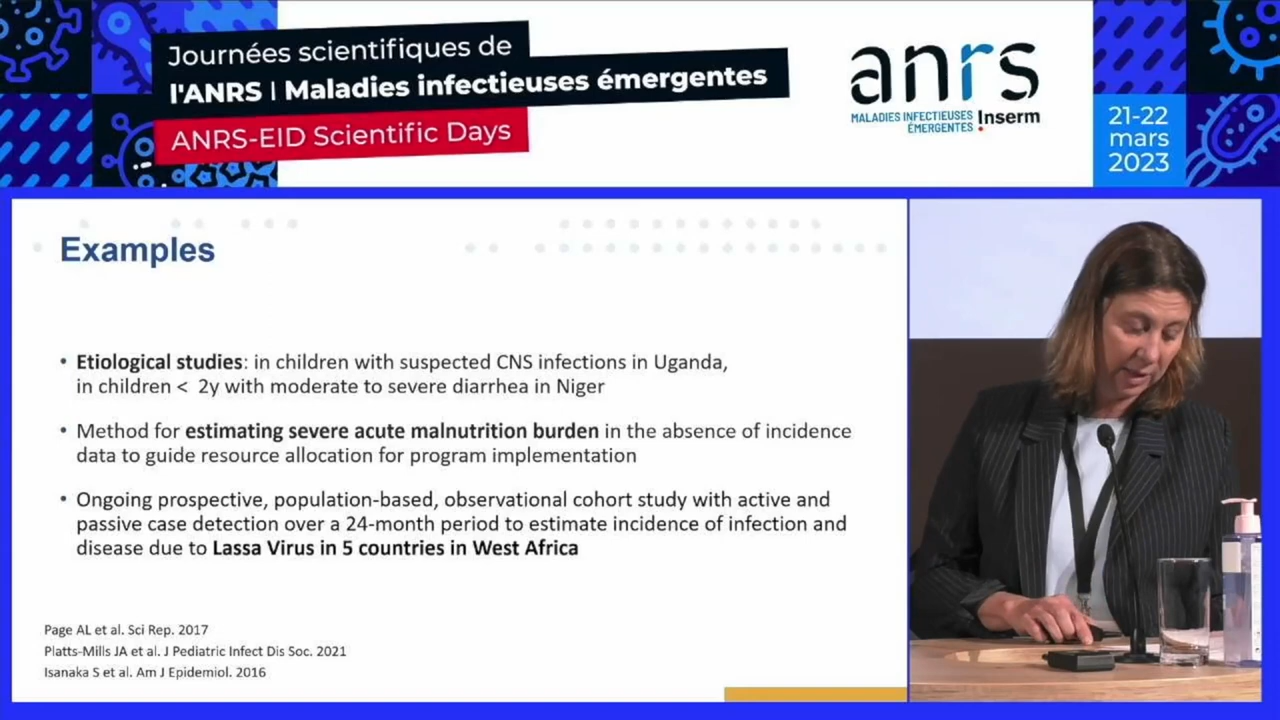 Journées scientifiques de
l'ANRS | Maladies infectieuses émergentes
ANRS-EID Scientific Days
anrs
MALADIES INFECTIEUSES
ÉMERGENTES
Inserm
21-22
mars
2023
Examples
• Etiological studies: in children with suspected CNS infections in Uganda,
in children < 2y with moderate to severe diarrhea in Niger
• Method for estimating severe acute malnutrition burden in the absence of incidence
data to guide resource allocation for program implementation
• Ongoing prospective, population-based, observational cohort study with active and
passive case detection over a 24-month period to estimate incidence of infection and
disease due to Lassa Virus in 5 countries in West Africa
Page AL et al. Sci Rep. 2017
Platts-Mills JA et al. J Pediatric Infect Dis Soc. 2021
Isanaka S et al. Am J Epidemiol. 2016